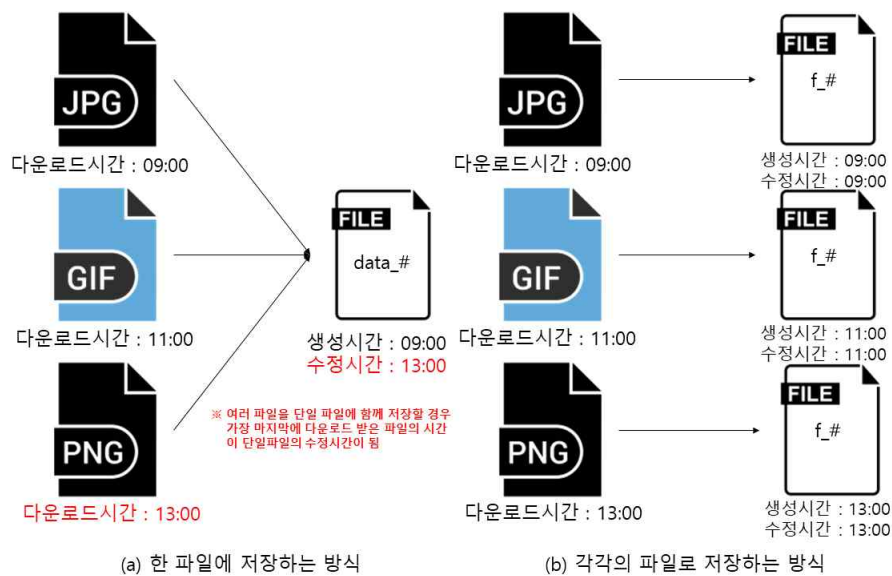 JPG
다운로드시간 : 09:00
GIF
다운로드시간 : 11:00
PNG
다운로드시간 : 13:00
FILE
data_#
생성시간 : 09:00
수정시간 : 13:00
※ 여러 파일을 단일 파일에 함께 저장할 경우
가장 마지막에 다운로드 받은 파일의 시간
이 단일파일의 수정시간이 됨
(a) 한 파일에 저장하는 방식
JPG
다운로드시간 : 09:00
FILE
f_#
생성시간 : 09:00
수정시간 : 09:00
GIF
다운로드시간 : 11:00
FILE
f_#
생성시간 : 11:00
수정시간 : 11:00
PNG
다운로드시간 : 13:00
FILE
f_#
생성시간 : 13:00
수정시간 : 13:00
(b) 각각의 파일로 저장하는 방식